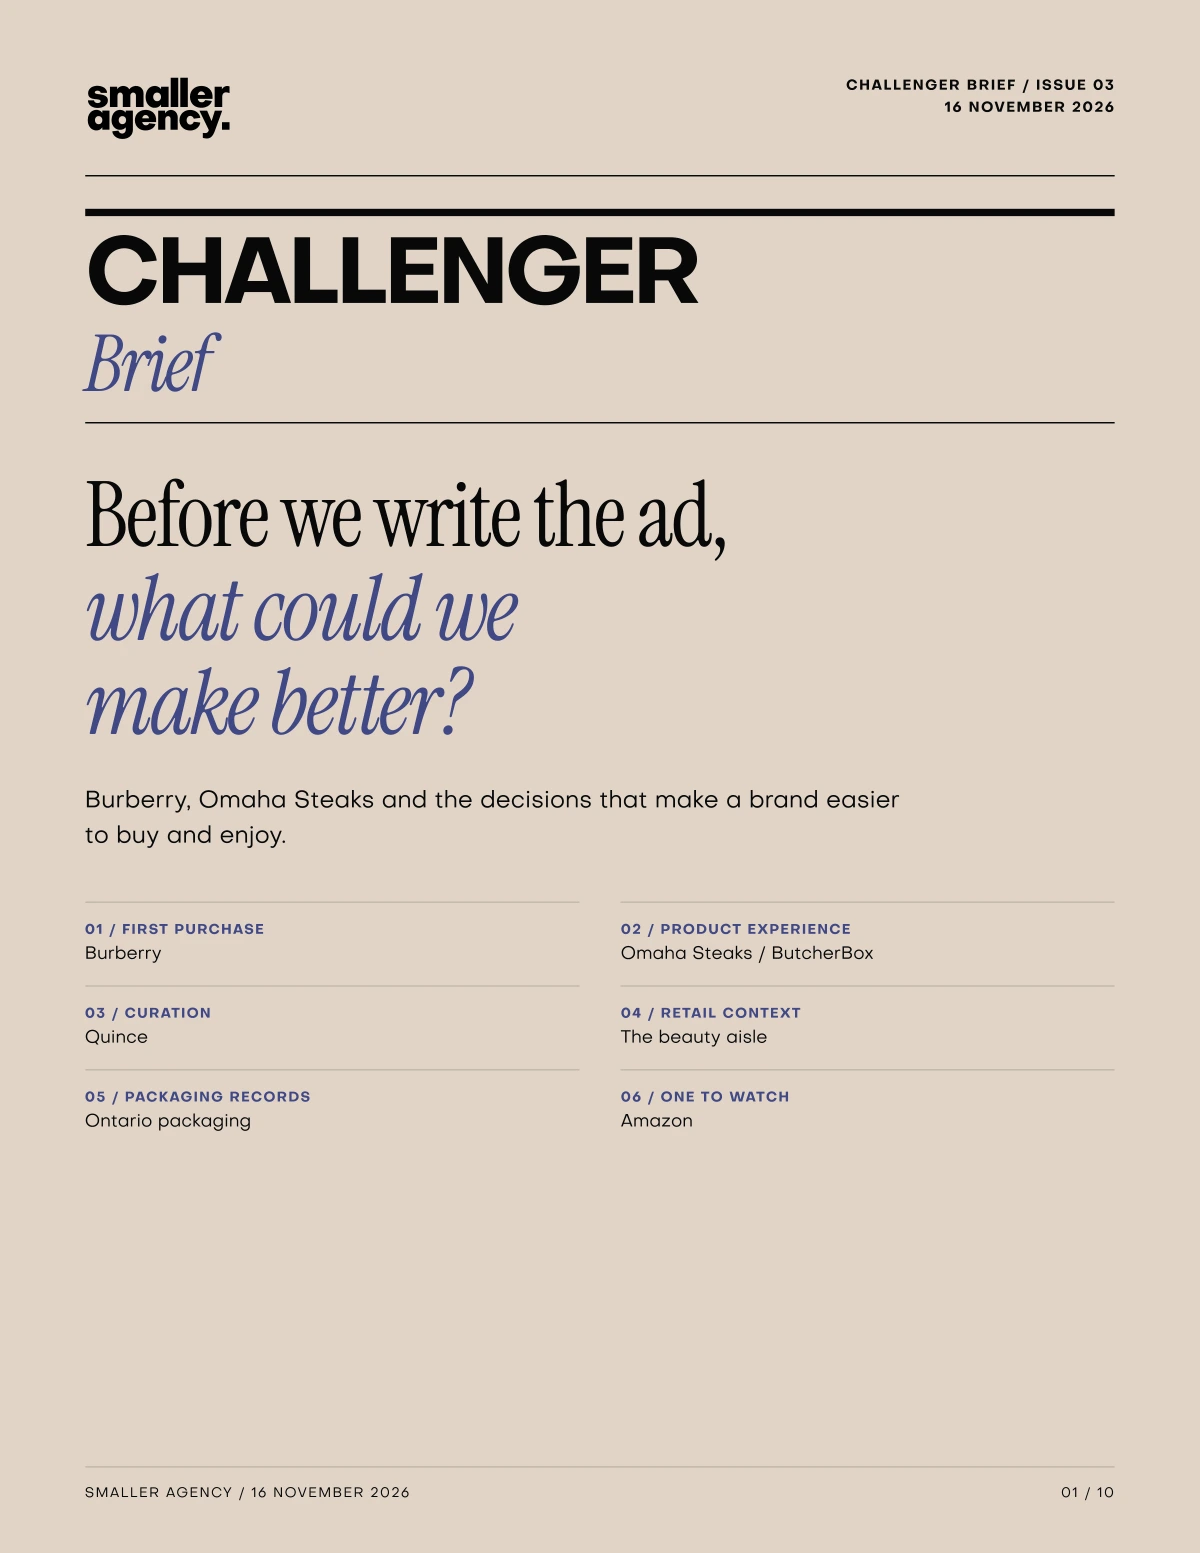 smaller
agency.
CHALLENGER BRIEF / ISSUE 03
16 NOVEMBER 2026
CHALLENGER
Brief
Before we write the ad,
what could we
make better?
Burberry, Omaha Steaks and the decisions that make a brand easier
to buy and enjoy.
01 / FIRST PURCHASE
Burberry
02 / PRODUCT EXPERIENCE
Omaha Steaks / ButcherBox
03 / CURATION
Quince
04 / RETAIL CONTEXT
The beauty aisle
05 / PACKAGING RECORDS
Ontario packaging
06 / ONE TO WATCH
Amazon
SMALLER AGENCY / 16 NOVEMBER 2026
01 / 10